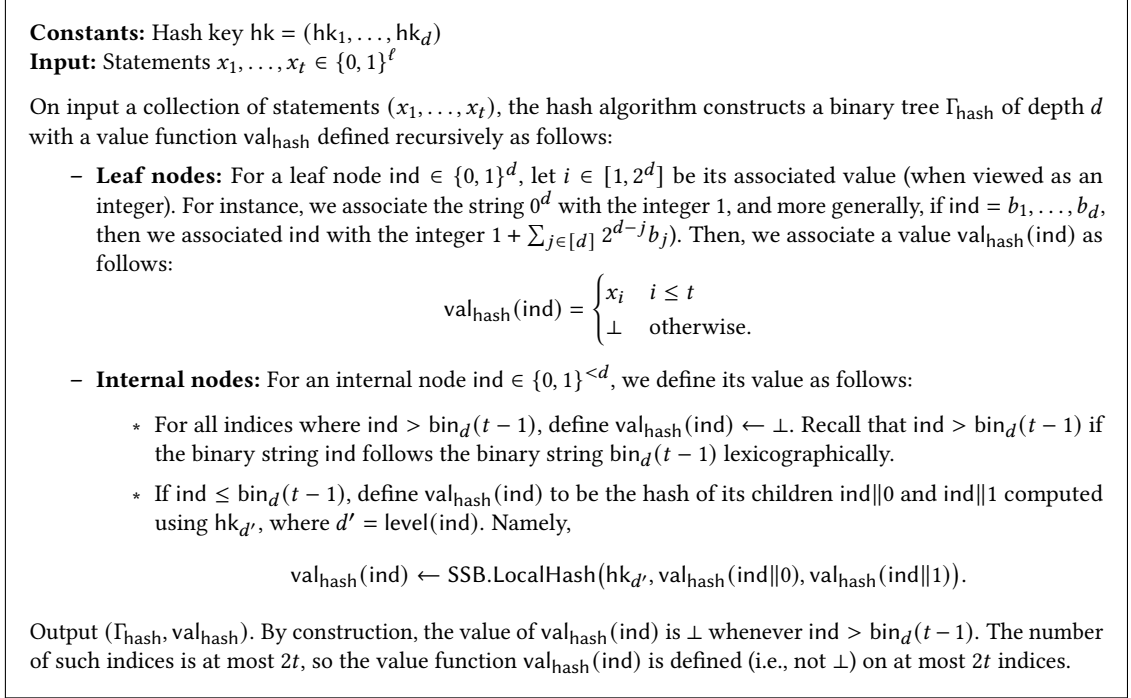 Constants: Hash key hk = (hk₁, . . . , hk_d)
Input: Statements x₁, . . . , x_t ∈ {0, 1}^ℓ
On input a collection of statements (x₁, . . . , x_t), the hash algorithm constructs a binary tree Γ_hash of depth d
with a value function val_hash defined recursively as follows:
– Leaf nodes: For a leaf node ind ∈ {0, 1}^d, let i ∈ [1, 2^d] be its associated value (when viewed as an
integer). For instance, we associate the string 0^d with the integer 1, and more generally, if ind = b₁, . . . , b_d,
then we associated ind with the integer 1 + ∑_{j∈[d]} 2^{d−j}b_j). Then, we associate a value val_hash(ind) as
follows:
val_hash(ind) = { x_i i ≤ t
⊥ otherwise.
– Internal nodes: For an internal node ind ∈ {0, 1}^{<d}, we define its value as follows:
* For all indices where ind > bin_d(t − 1), define val_hash(ind) ← ⊥. Recall that ind > bin_d(t − 1) if
the binary string ind follows the binary string bin_d(t − 1) lexicographically.
* If ind ≤ bin_d(t − 1), define val_hash(ind) to be the hash of its children ind∥0 and ind∥1 computed
using hk_{d′}, where d′ = level(ind). Namely,
val_hash(ind) ← SSB.LocalHash(hk_{d′}, val_hash(ind∥0), val_hash(ind∥1)).
Output (Γ_hash, val_hash). By construction, the value of val_hash(ind) is ⊥ whenever ind > bin_d(t − 1). The number
of such indices is at most 2t, so the value function val_hash(ind) is defined (i.e., not ⊥) on at most 2t indices.